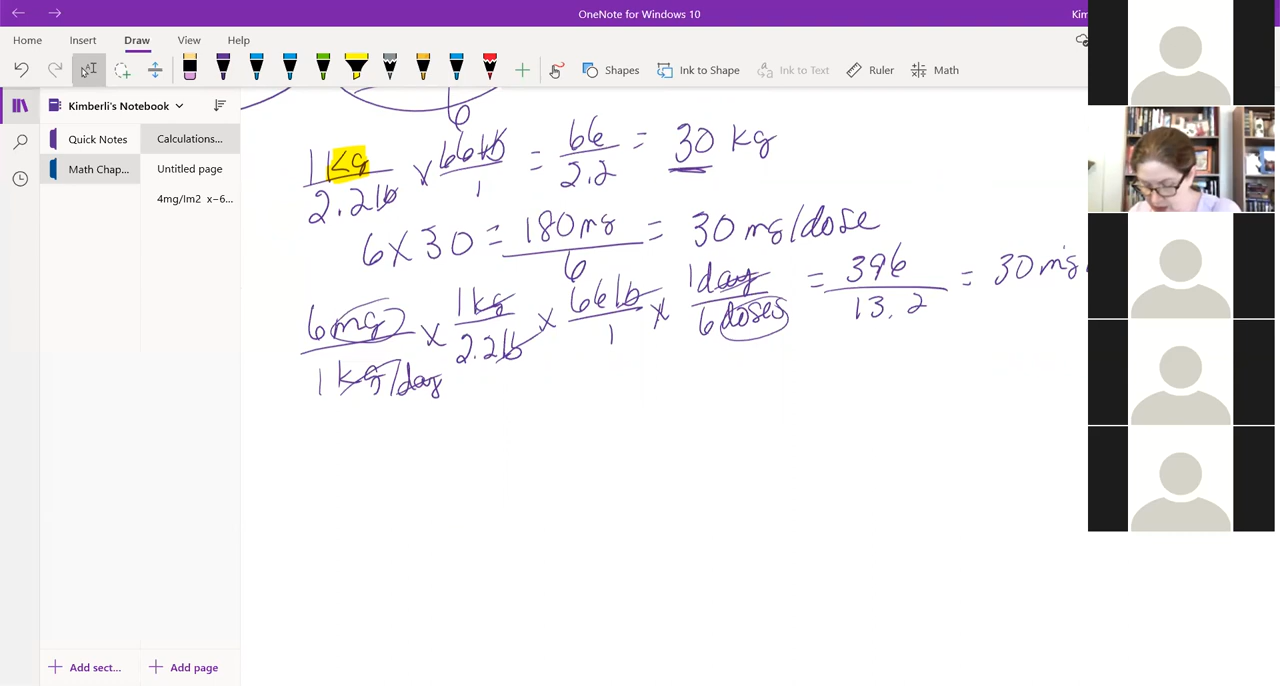 OneNote for Windows 10
Kim
Home Insert Draw View Help
Shapes Ink to Shape Ink to Text Ruler Math
Kimberli's Notebook
Quick Notes
Math Chap...
Calculations...
Untitled page
4mg/lm2 x–6...
6
1 kg / 2.2 lb x 66 lb / 1 = 66 / 2.2 = 30 kg
6 x 30 = 180 mg / 6 = 30 mg/dose
6 mg / 1 kg/day x 1 kg / 2.2 lb x 66 lb / 1 x 1 day / 6 doses = 396 / 13.2 = 30 mg
Add sect... Add page